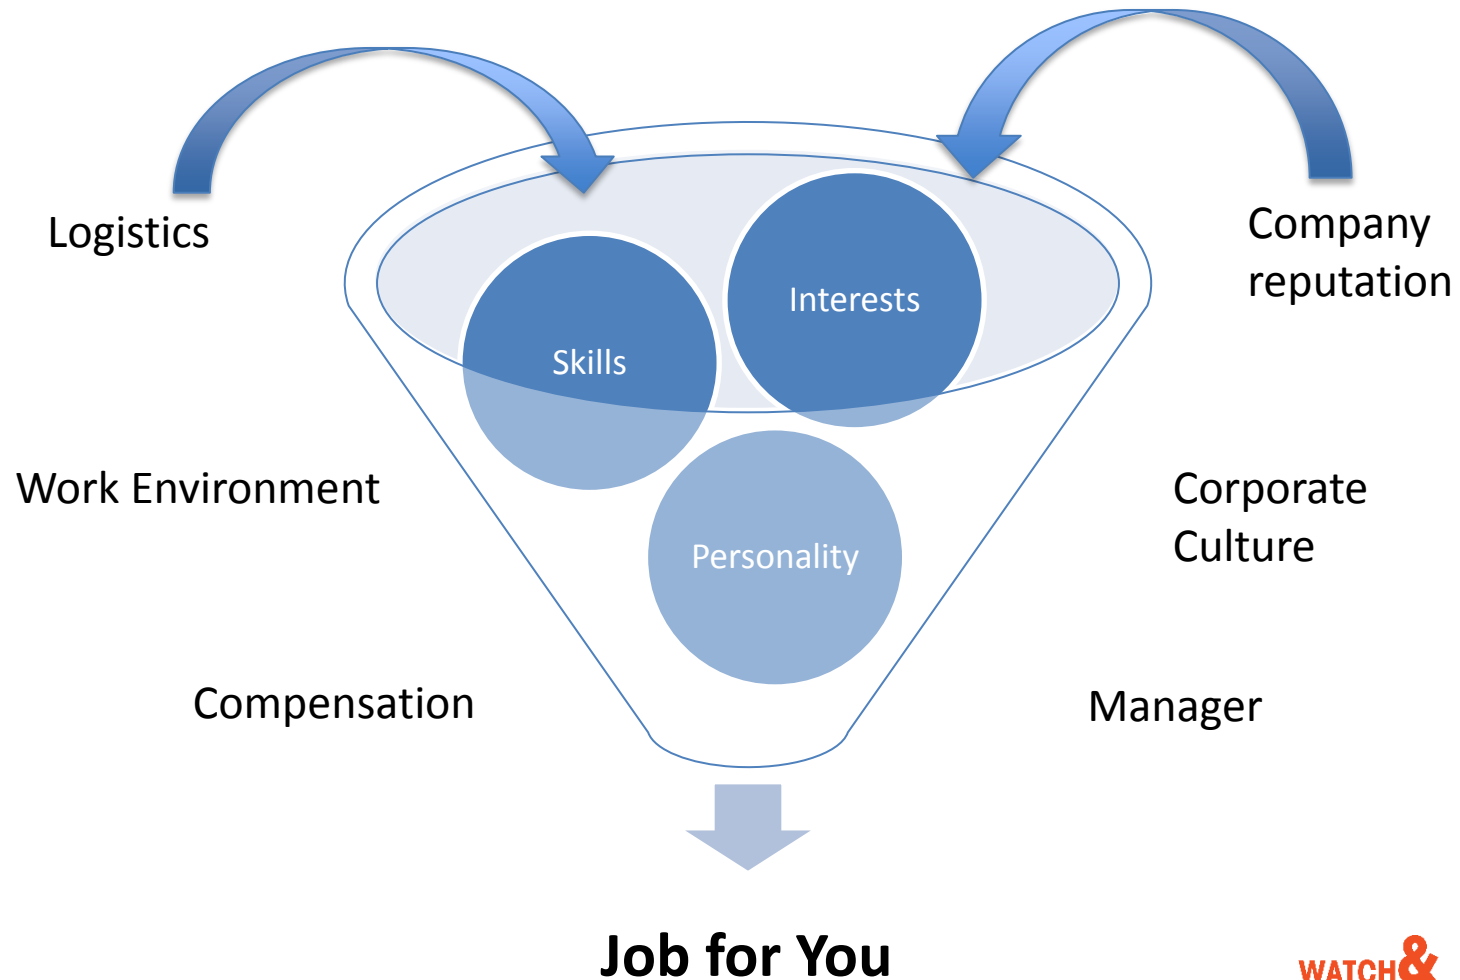 Logistics
Company
reputation
Interests
Skills
Work Environment
Corporate
Culture
Personality
Compensation
Manager
Job for You
WATCH&